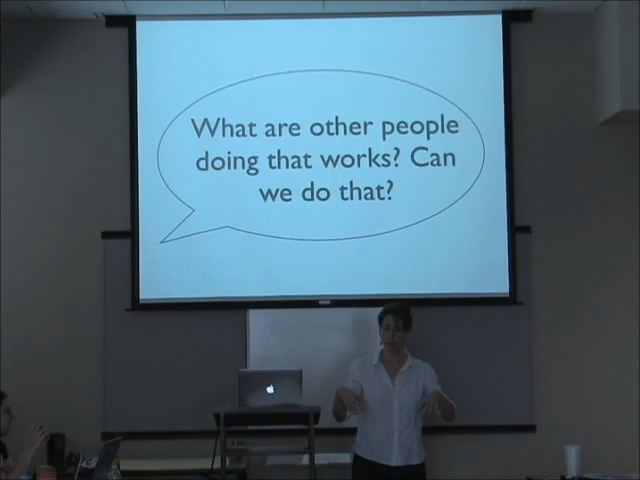 What are other people
doing that works? Can
we do that?